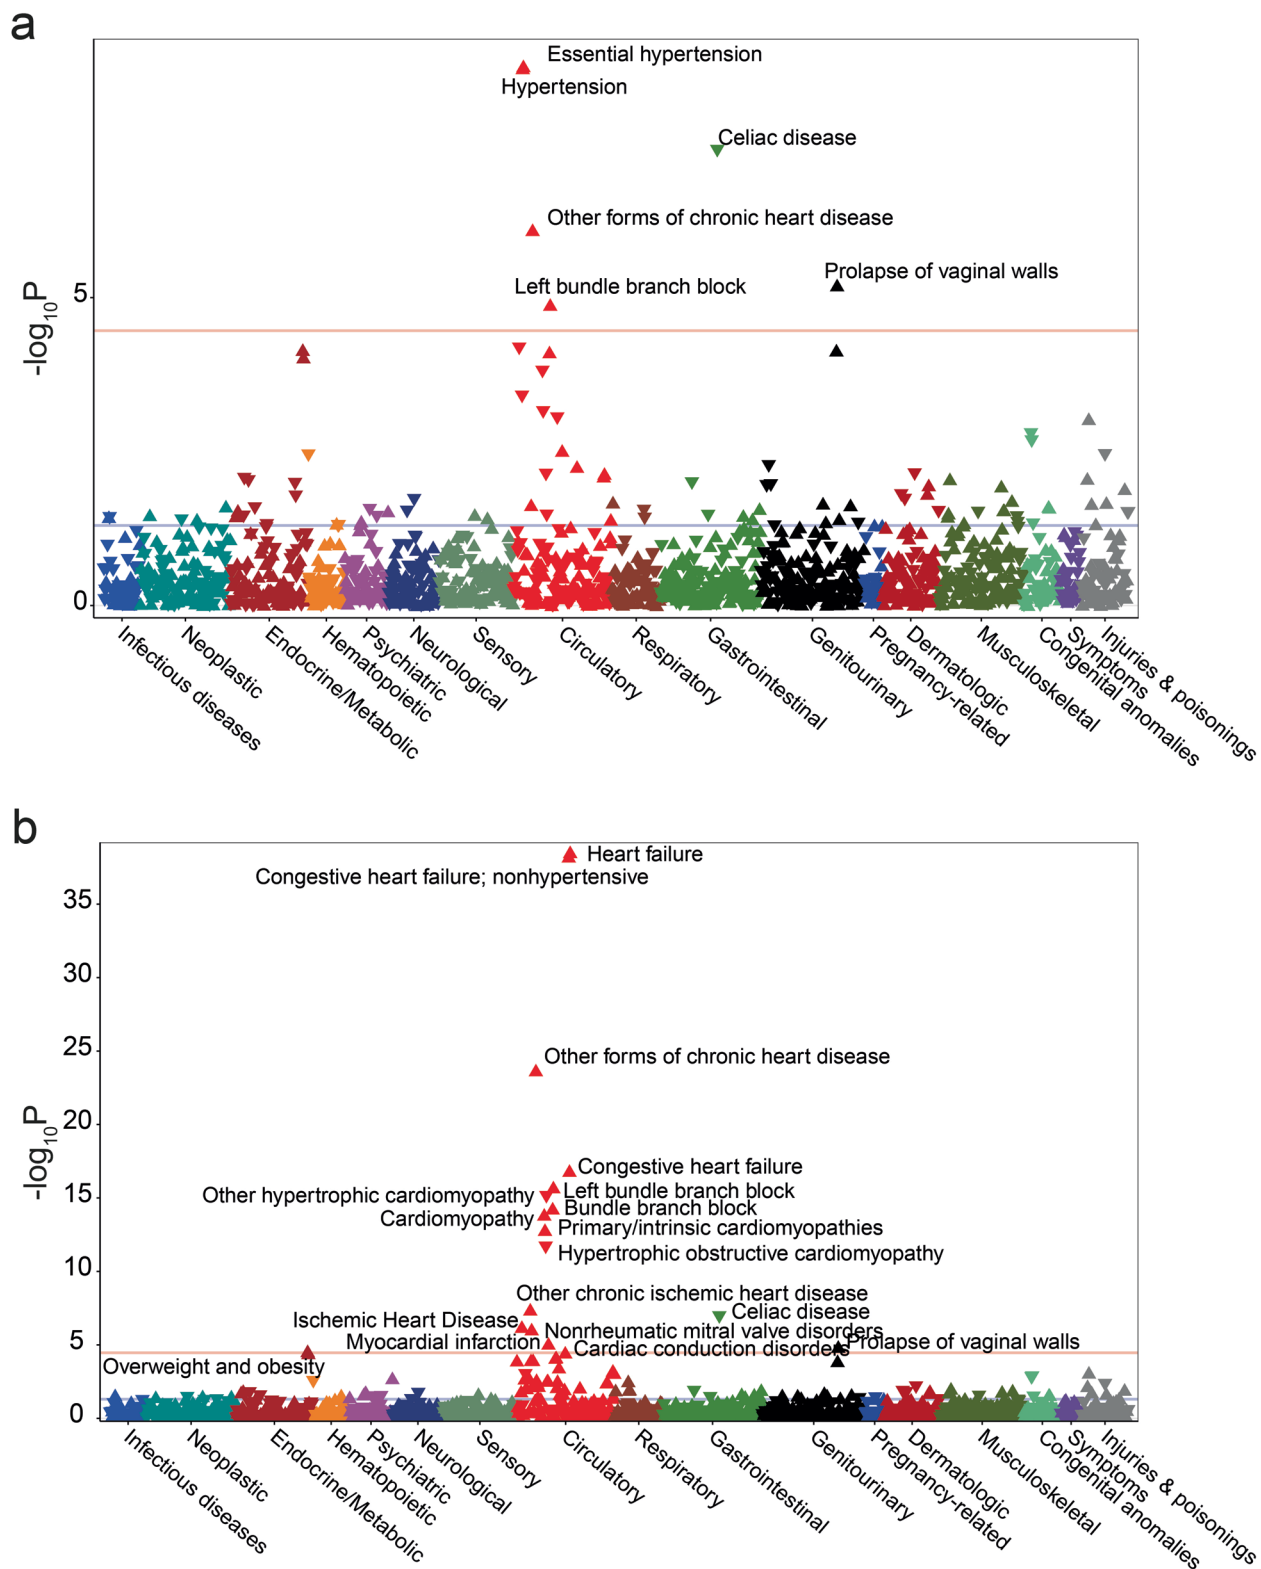 a
Essential hypertension
Hypertension
Celiac disease
Other forms of chronic heart disease
Prolapse of vaginal walls
Left bundle branch block
5
-log10P
0
Infectious diseases
Neoplastic
Endocrine/Metabolic
Hematopoietic
Psychiatric
Neurological
Sensory
Circulatory
Respiratory
Gastrointestinal
Genitourinary
Pregnancy-related
Dermatologic
Musculoskeletal
Congenital anomalies
Symptoms
Injuries & poisonings
b
Heart failure
Congestive heart failure; nonhypertensive
35
30
25
Other forms of chronic heart disease
20
-log10P
Congestive heart failure
15
Other hypertrophic cardiomyopathy
Left bundle branch block
Bundle branch block
Cardiomyopathy
Primary/intrinsic cardiomyopathies
Hypertrophic obstructive cardiomyopathy
10
Other chronic ischemic heart disease
Ischemic Heart Disease
Celiac disease
Nonrheumatic mitral valve disorders
Myocardial infarction
Prolapse of vaginal walls
5
Cardiac conduction disorders
Overweight and obesity
0
Infectious diseases
Neoplastic
Endocrine/Metabolic
Hematopoietic
Psychiatric
Neurological
Sensory
Circulatory
Respiratory
Gastrointestinal
Genitourinary
Pregnancy-related
Dermatologic
Musculoskeletal
Congenital anomalies
Symptoms
Injuries & poisonings